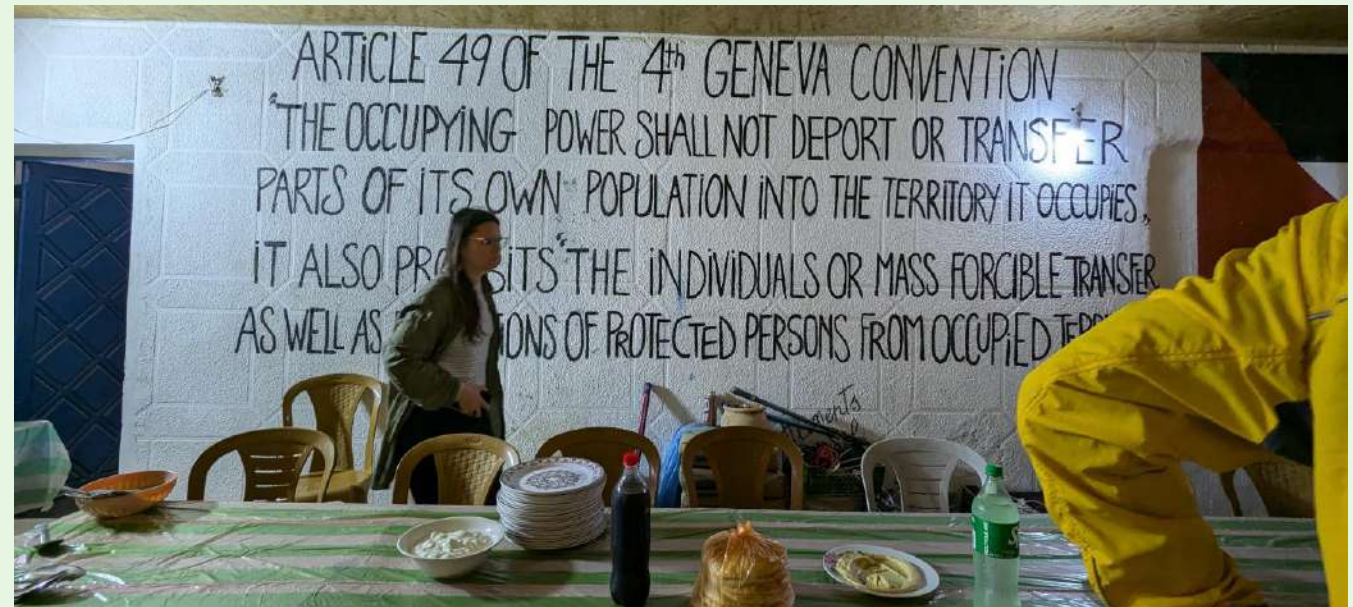 ARTICLE 49 OF THE 4th GENEVA CONVENTION
"THE OCCUPYING POWER SHALL NOT DEPORT OR TRANSFER
PARTS OF ITS OWN POPULATION INTO THE TERRITORY IT OCCUPIES„
IT ALSO "THE INDIVIDUALS OR MASS FORCIBLE TRANSFER
AS WELL AS OF PROTECTED PERSONS FROM OCCUPIED